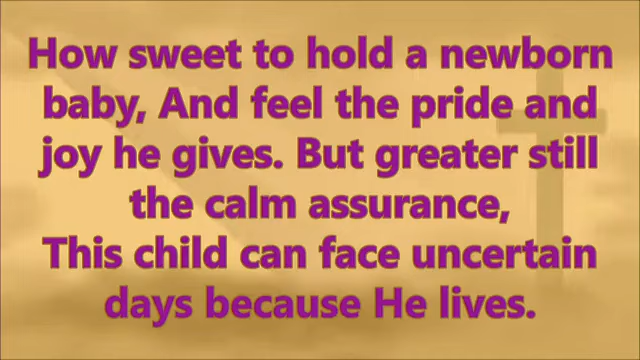 How sweet to hold a newborn
baby, And feel the pride and
joy he gives. But greater still
the calm assurance,
This child can face uncertain
days because He lives.